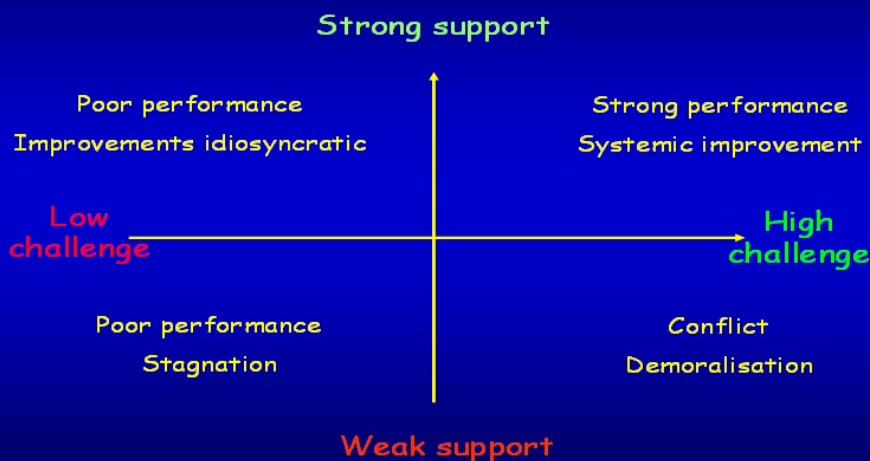 Strong support
Poor performance
Improvements idiosyncratic
Strong performance
Systemic improvement
Low
challenge
High
challenge
Poor performance
Stagnation
Conflict
Demoralisation
Weak support